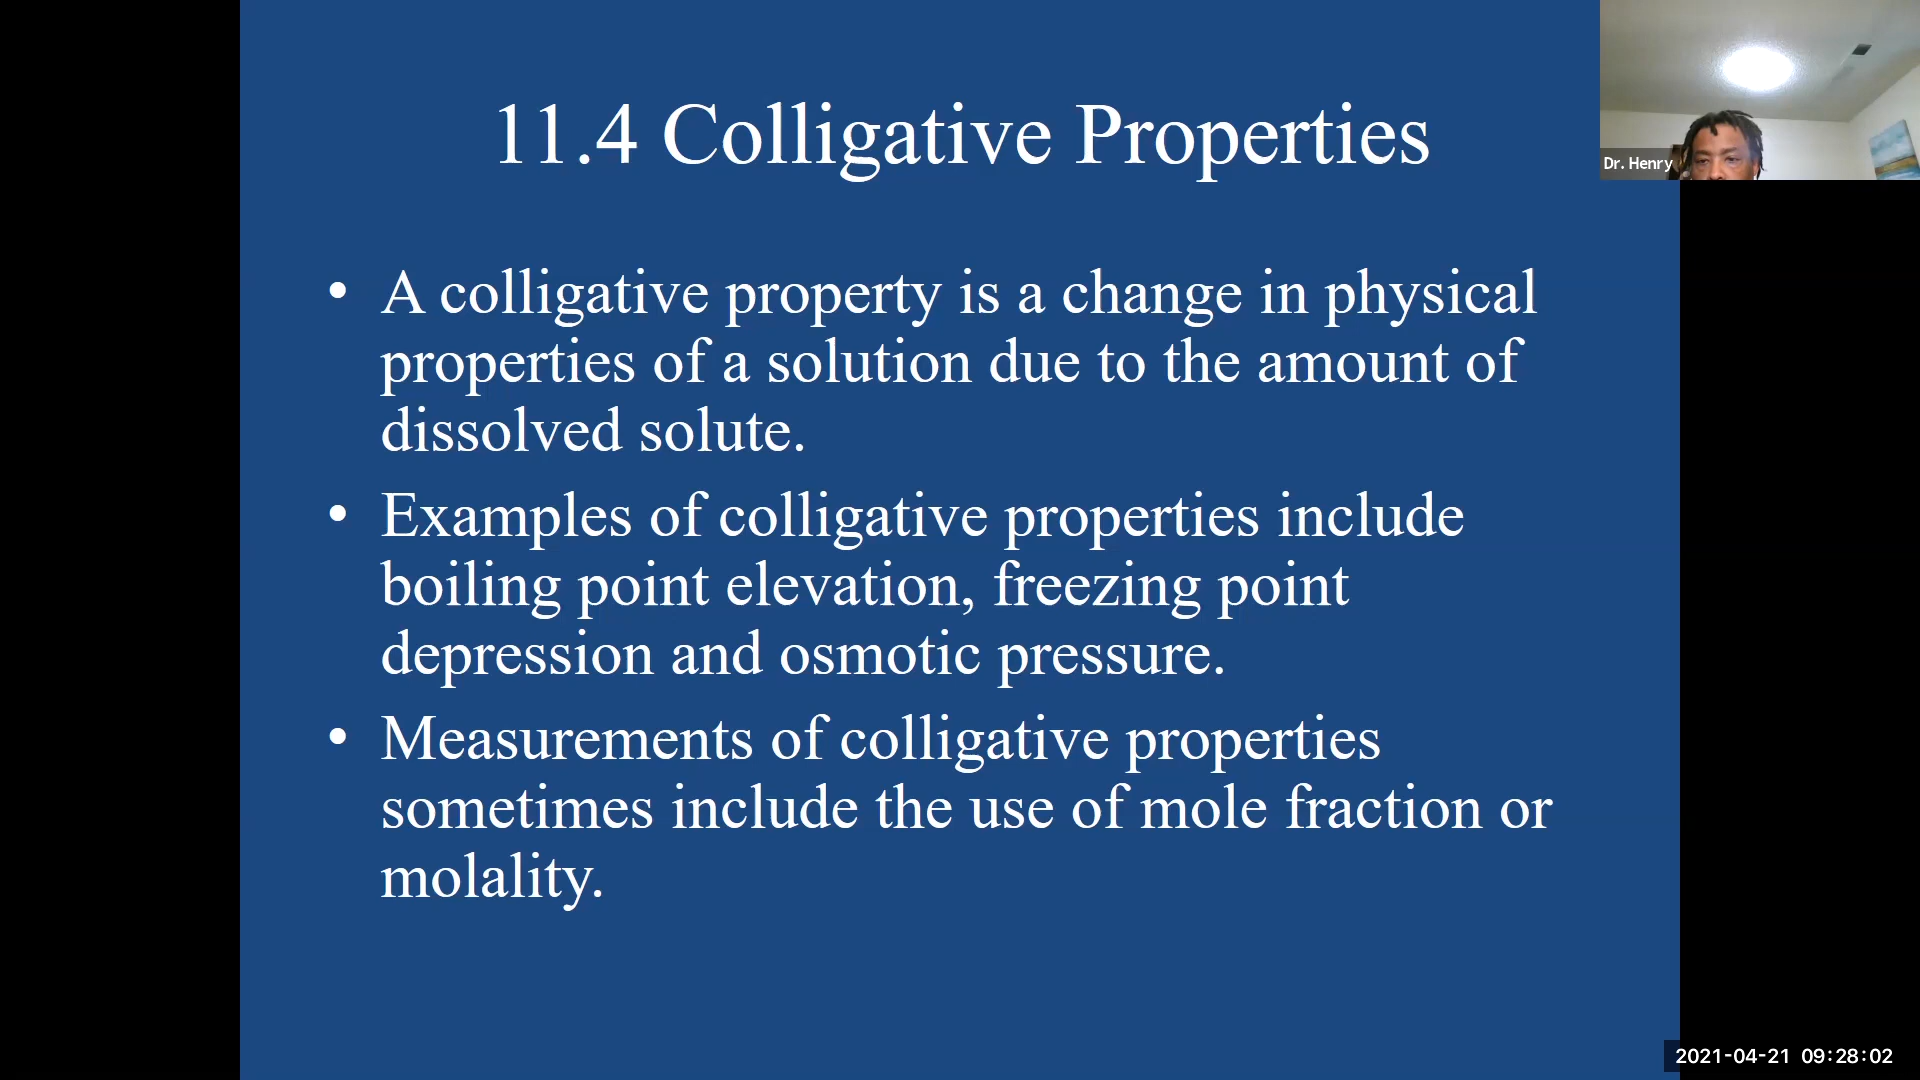 11.4 Colligative Properties
Dr. Henry
• A colligative property is a change in physical
properties of a solution due to the amount of
dissolved solute.
• Examples of colligative properties include
boiling point elevation, freezing point
depression and osmotic pressure.
• Measurements of colligative properties
sometimes include the use of mole fraction or
molality.
2021-04-21 09:28:02